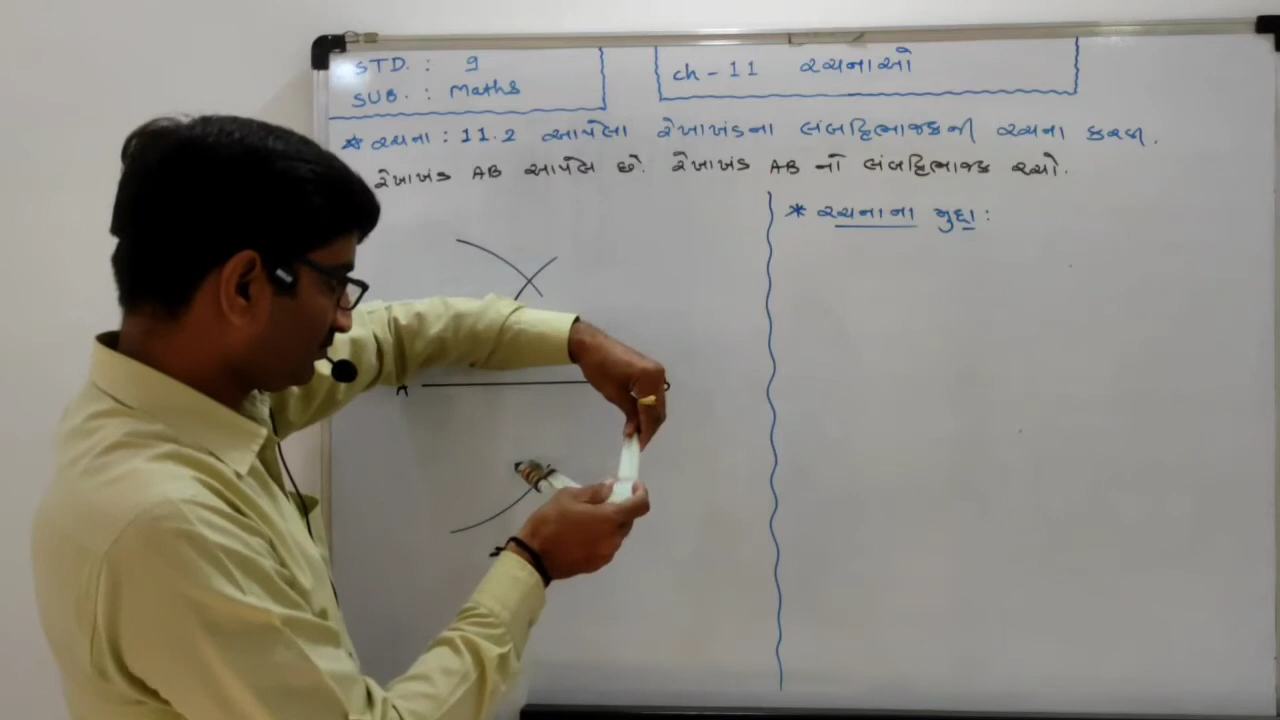 STD. : 9
SUB. : Maths
ch - 11 રચનાઓ
* રચના : 11.2 આપેલા રેખાખંડના લંબદ્વિભાજકની રચના કરવી.
રેખાખંડ AB આપેલ છે. રેખાખંડ AB નો લંબદ્વિભાજક રચો.
* રચનાના મુદ્દા :
A